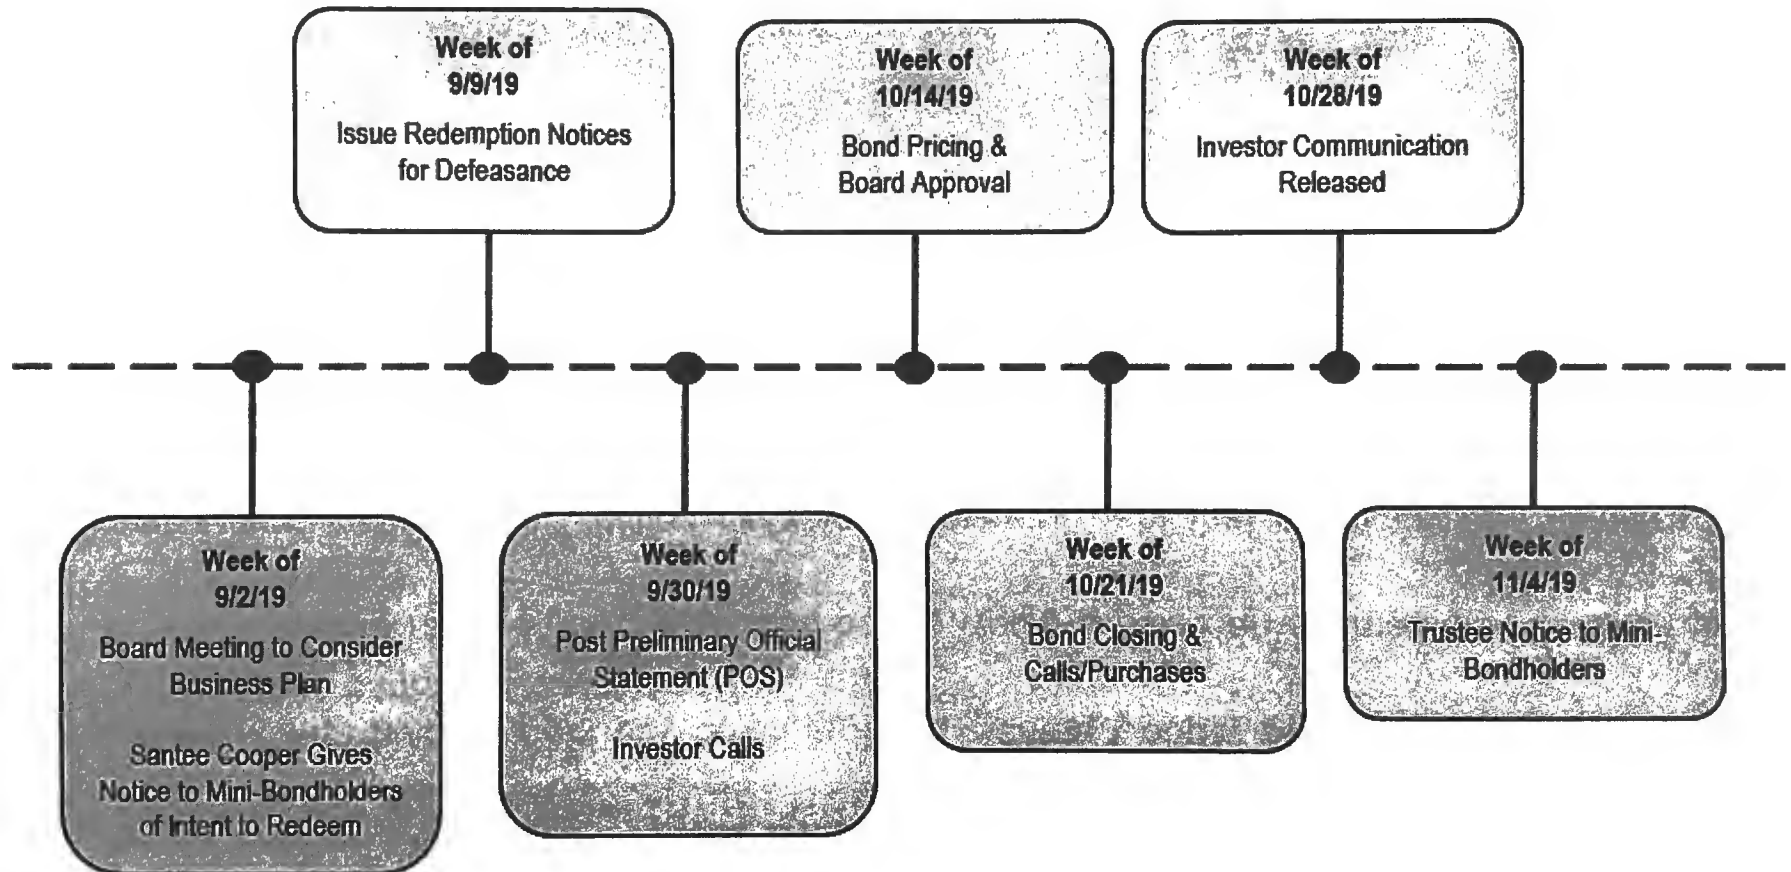 Week of
9/9/19
Issue Redemption Notices
for Defeasance
Week of
10/14/19
Bond Pricing &
Board Approval
Week of
10/28/19
Investor Communication
Released
Week of
9/2/19
Board Meeting to Consider
Business Plan
Santee Cooper Gives
Notice to Mini-Bondholders
of Intent to Redeem
Week of
9/30/19
Post Preliminary Official
Statement (POS)
Investor Calls
Week of
10/21/19
Bond Closing &
Calls/Purchases
Week of
11/4/19
Trustee Notice to Mini-
Bondholders